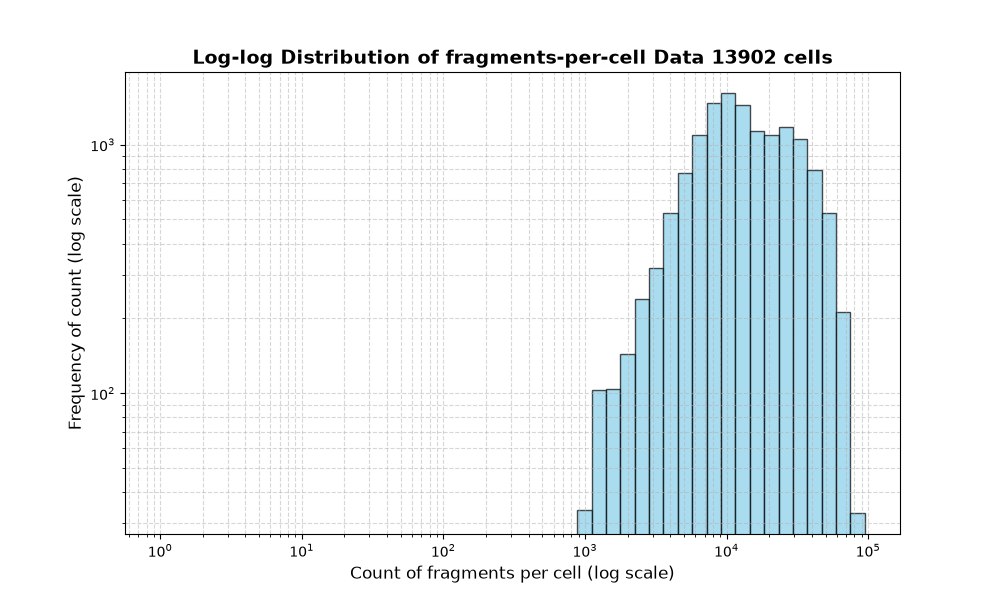 Log-log Distribution of fragments-per-cell Data 13902 cells
Frequency of count (log scale)
10³
10²
10⁰ 10¹ 10² 10³ 10⁴ 10⁵
Count of fragments per cell (log scale)